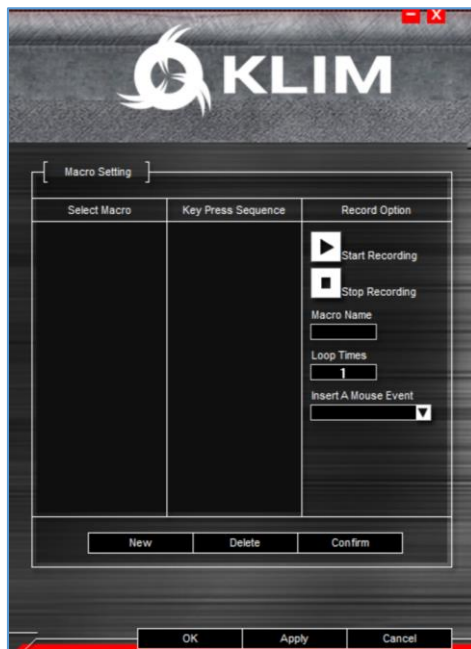 X
KLIM
Macro Setting
Select Macro Key Press Sequence Record Option
Start Recording
Stop Recording
Macro Name
Loop Times
1
Insert A Mouse Event
New Delete Confirm
OK Apply Cancel